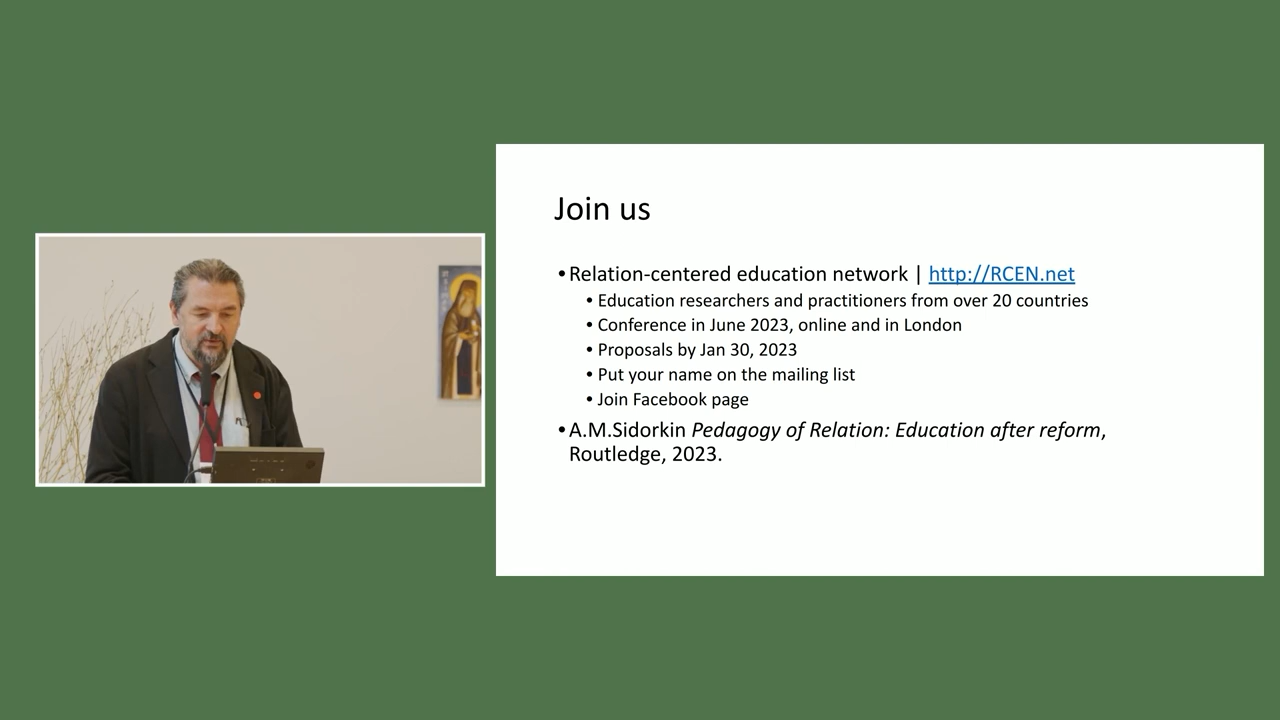 Join us
• Relation-centered education network | http://RCEN.net
• Education researchers and practitioners from over 20 countries
• Conference in June 2023, online and in London
• Proposals by Jan 30, 2023
• Put your name on the mailing list
• Join Facebook page
• A.M.Sidorkin Pedagogy of Relation: Education after reform,
Routledge, 2023.